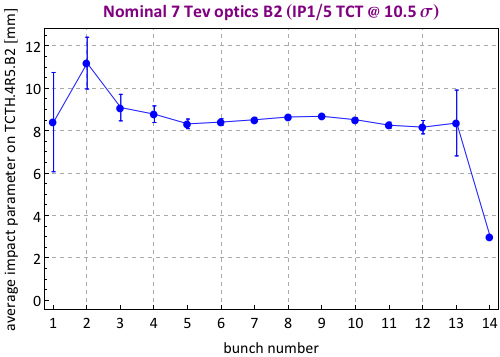 Nominal 7 Tev optics B2 (IP1/5 TCT @ 10.5 σ)
average impact parameter on TCTH.4R5.B2 [mm]
12
10
8
6
4
2
0
1 2 3 4 5 6 7 8 9 10 11 12 13 14
bunch number